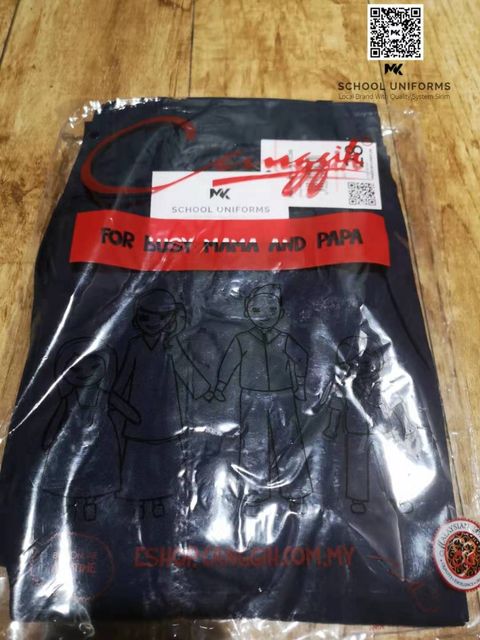 MK
SCHOOL UNIFORMS
Local Brand With Quality System Skim
Canggih
MK
SCHOOL UNIFORMS
FOR BUSY MAMA AND PAPA
ESHOP.CANGGIH.COM.MY